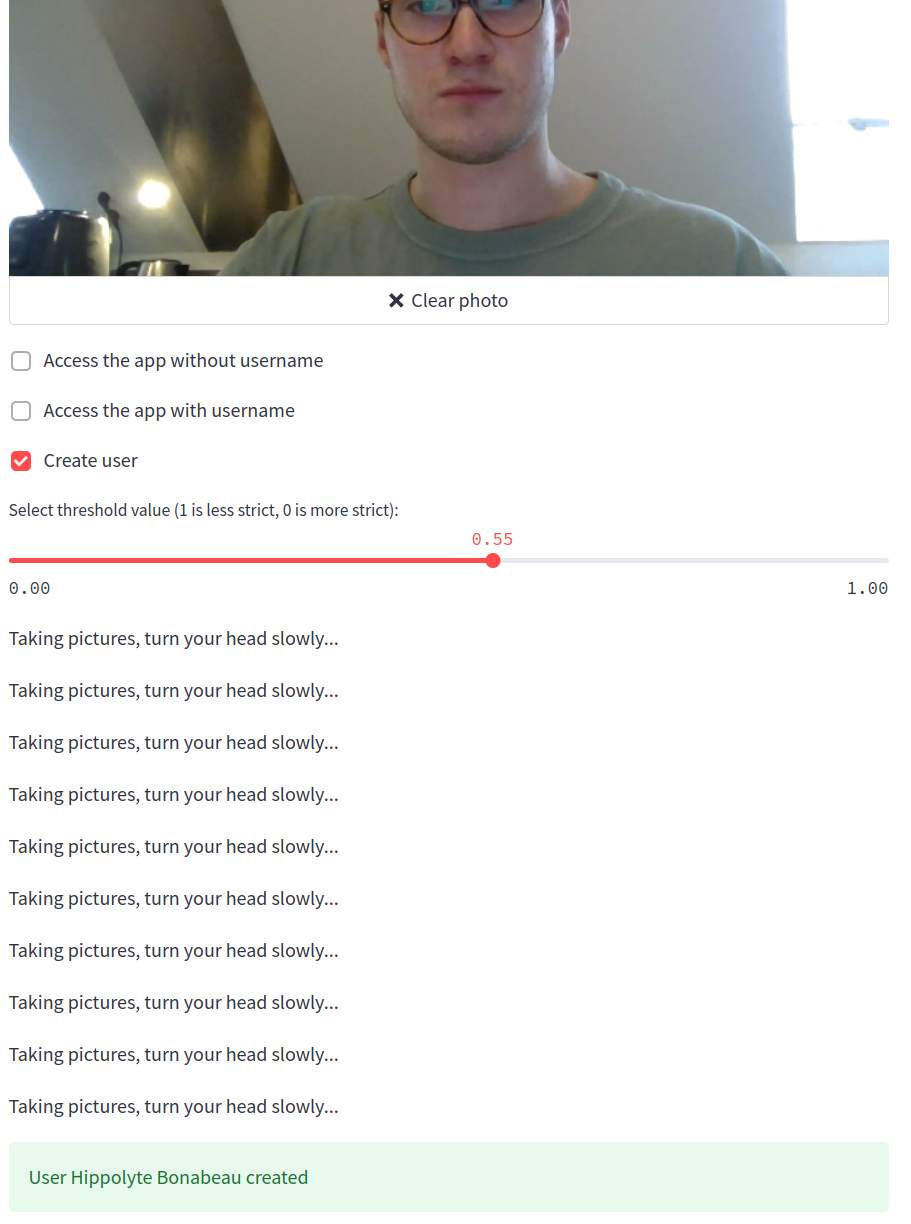 Clear photo
Access the app without username
Access the app with username
Create user
Select threshold value (1 is less strict, 0 is more strict):
0.55
0.00 1.00
Taking pictures, turn your head slowly...
Taking pictures, turn your head slowly...
Taking pictures, turn your head slowly...
Taking pictures, turn your head slowly...
Taking pictures, turn your head slowly...
Taking pictures, turn your head slowly...
Taking pictures, turn your head slowly...
Taking pictures, turn your head slowly...
Taking pictures, turn your head slowly...
Taking pictures, turn your head slowly...
User Hippolyte Bonabeau created